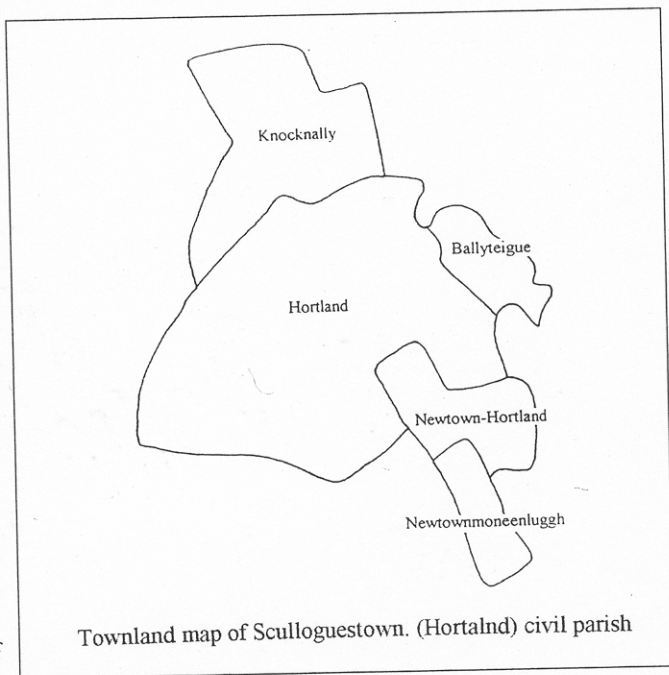 Knocknally
Ballyteigue
Hortland
Newtown-Hortland
Newtownmoneenluggh
Townland map of Sculloguestown. (Hortalnd) civil parish